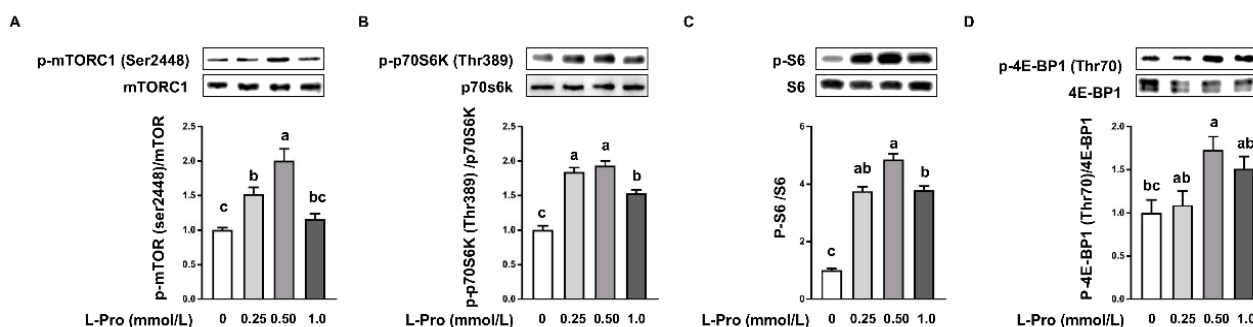 A
p-mTORC1 (Ser2448)
mTORC1
p-mTOR (ser2448)/mTOR
2.5
2.0
1.5
1.0
0.5
0.0
c
b
a
bc
L-Pro (mmol/L) 0 0.25 0.50 1.0
B
p-p70S6K (Thr389)
p70s6k
p-p70S6K (Thr389) /p70S6K
2.5
2.0
1.5
1.0
0.5
0.0
c
a
a
b
L-Pro (mmol/L) 0 0.25 0.50 1.0
C
p-S6
S6
P-S6 /S6
6
4
2
0
c
ab
a
b
L-Pro (mmol/L) 0 0.25 0.50 1.0
D
p-4E-BP1 (Thr70)
4E-BP1
P-4E-BP1 (Thr70)/4E-BP1
2.0
1.5
1.0
0.5
0.0
bc
ab
a
ab
L-Pro (mmol/L) 0 0.25 0.50 1.0